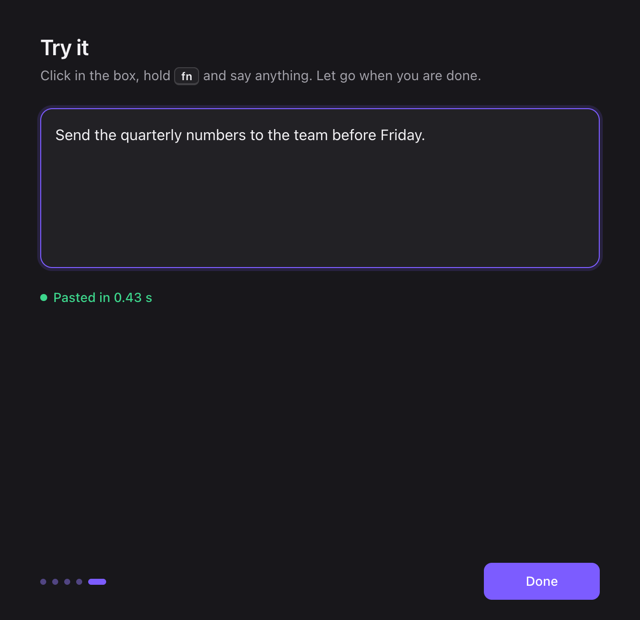 Try it
Click in the box, hold fn and say anything. Let go when you are done.
Send the quarterly numbers to the team before Friday.
Pasted in 0.43 s
Done